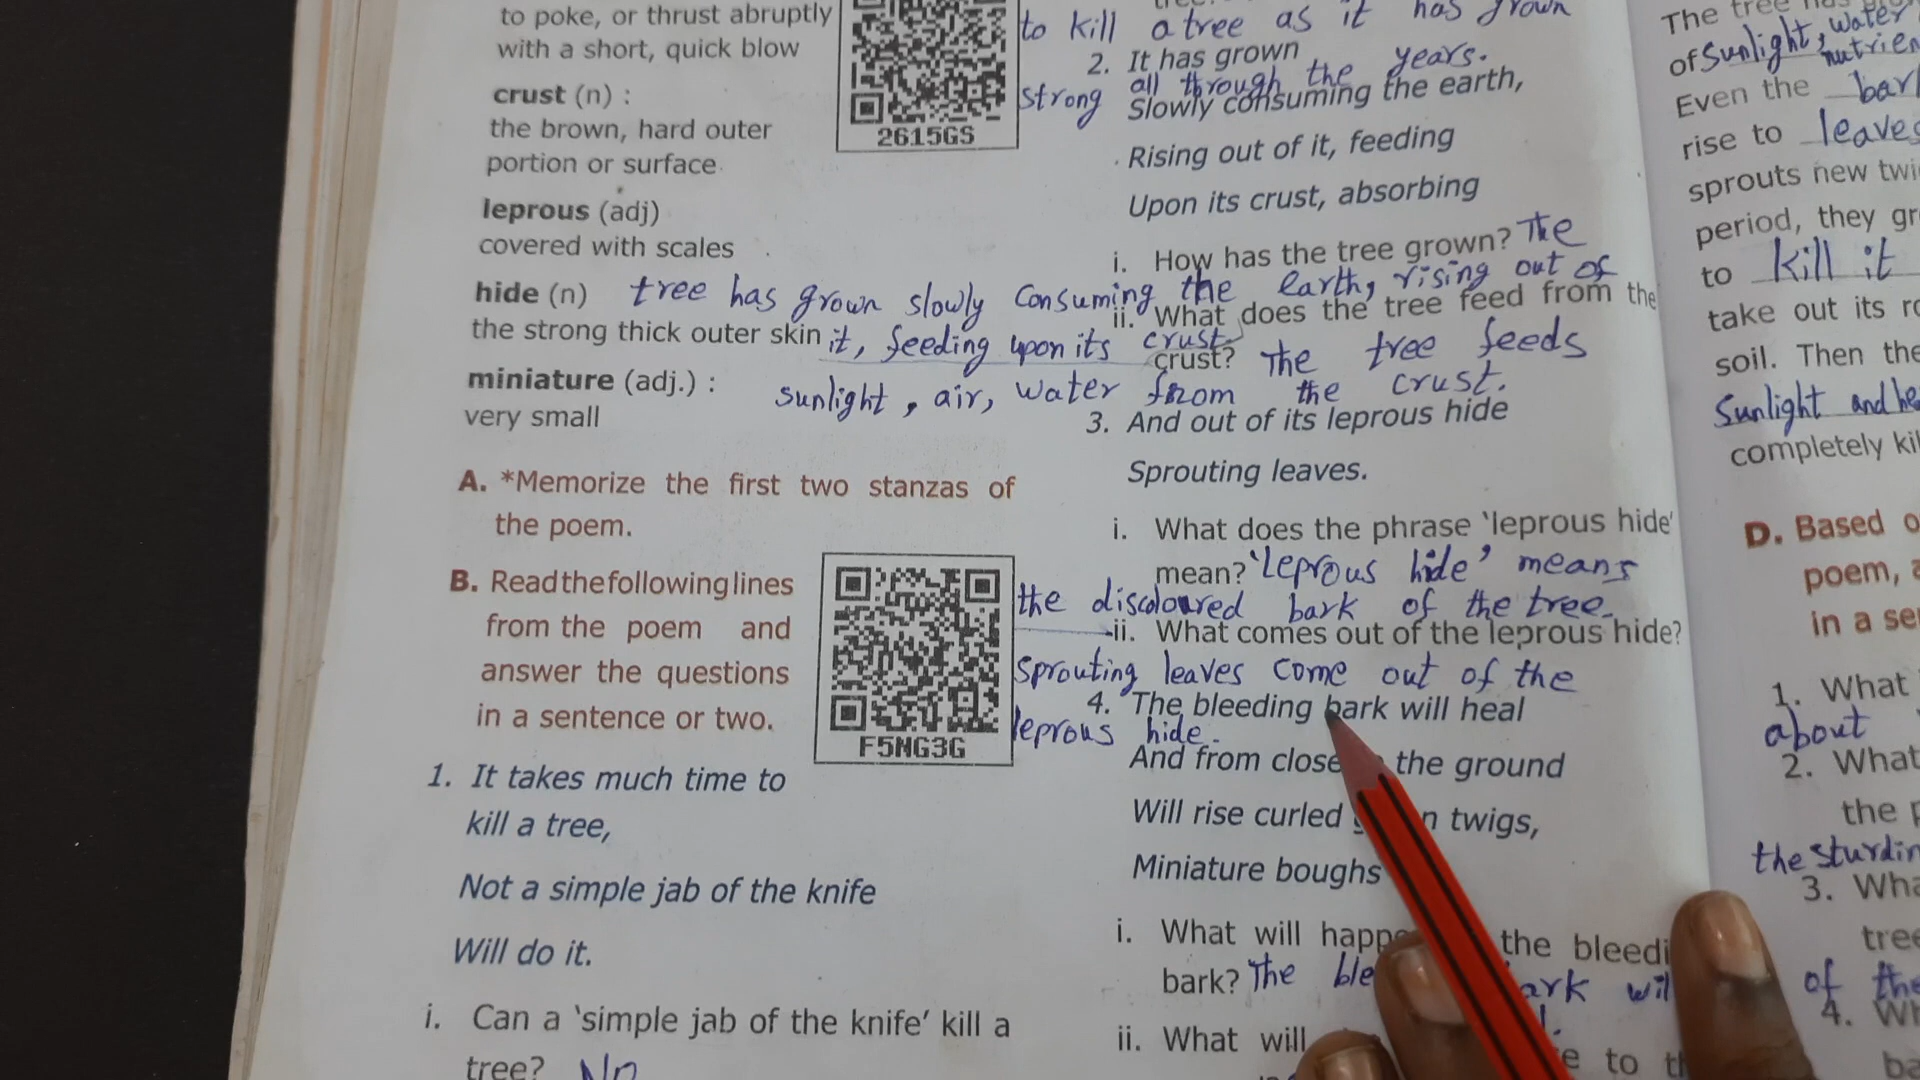 to poke, or thrust abruptly
with a short, quick blow
crust (n) :
the brown, hard outer
portion or surface
leprous (adj)
covered with scales
hide (n)
the strong thick outer skin
miniature (adj.) :
very small
A. *Memorize the first two stanzas of
the poem.
B. Read the following lines
from the poem and
answer the questions
in a sentence or two.
1. It takes much time to
kill a tree,
Not a simple jab of the knife
Will do it.
i. Can a ‘simple jab of the knife’ kill a
tree? No
2615GS
F5NG3G
to kill a tree as it has grown
strong all through the years.
2. It has grown
Slowly consuming the earth,
Rising out of it, feeding
Upon its crust, absorbing
i. How has the tree grown? The
tree has grown slowly consuming the earth, rising out of
it, feeding upon its crust
ii. What does the tree feed from the
crust? The tree feeds
sunlight, air, water from the crust.
3. And out of its leprous hide
Sprouting leaves.
i. What does the phrase ‘leprous hide’
mean? ‘Leprous hide’ means
the discoloured bark of the tree.
ii. What comes out of the leprous hide?
Sprouting leaves come out of the
leprous hide.
4. The bleeding bark will heal
And from close the ground
Will rise curled twigs,
Miniature boughs
i. What will the
bark? The
ii. What will
The tree
of Sunlight, water
Even the
rise to leaves
sprouts new
period, they
to kill it
take out its
soil. Then the
Sunlight and
completely
D. Based
poem,
in a
1. What
about
2. What
the
3.
of the
4.